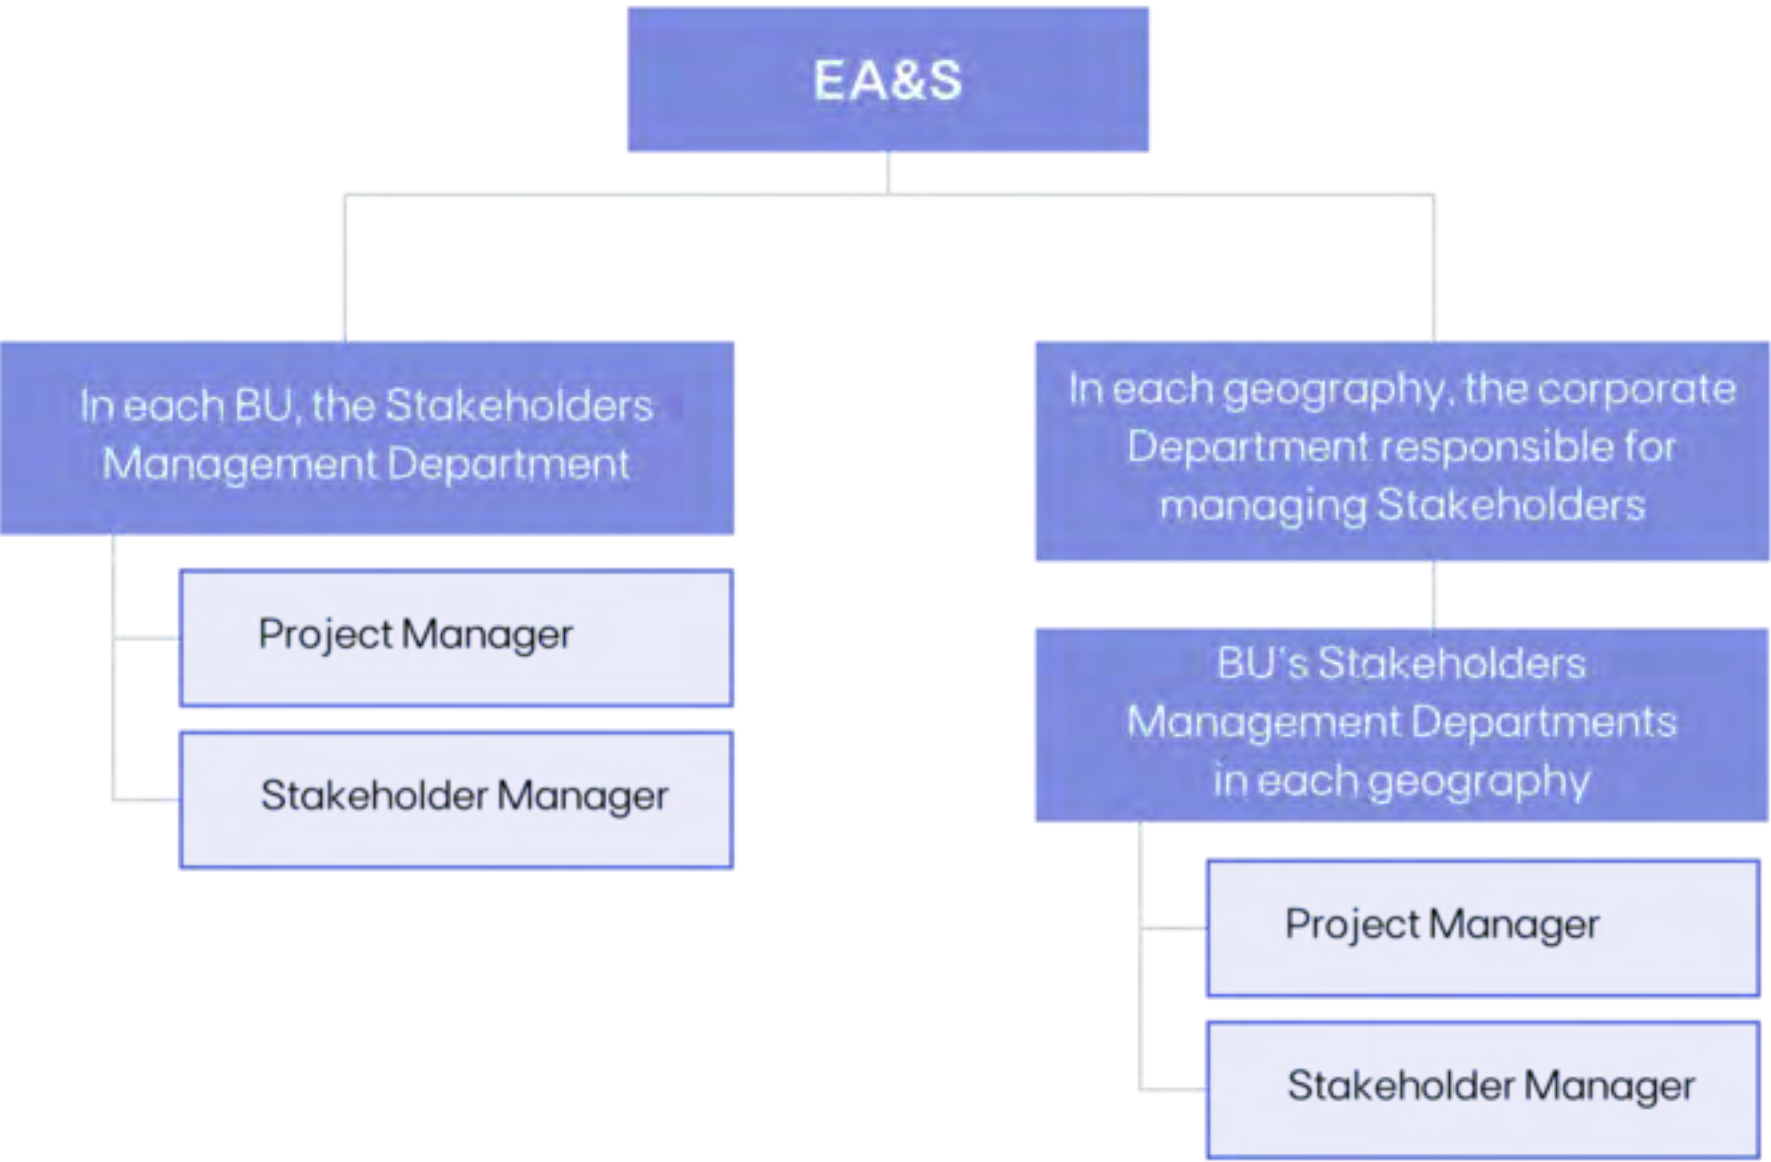 EA&S
In each BU, the Stakeholders
Management Department
Project Manager
Stakeholder Manager
In each geography, the corporate
Department responsible for
managing Stakeholders
BU's Stakeholders
Management Departments
in each geography
Project Manager
Stakeholder Manager